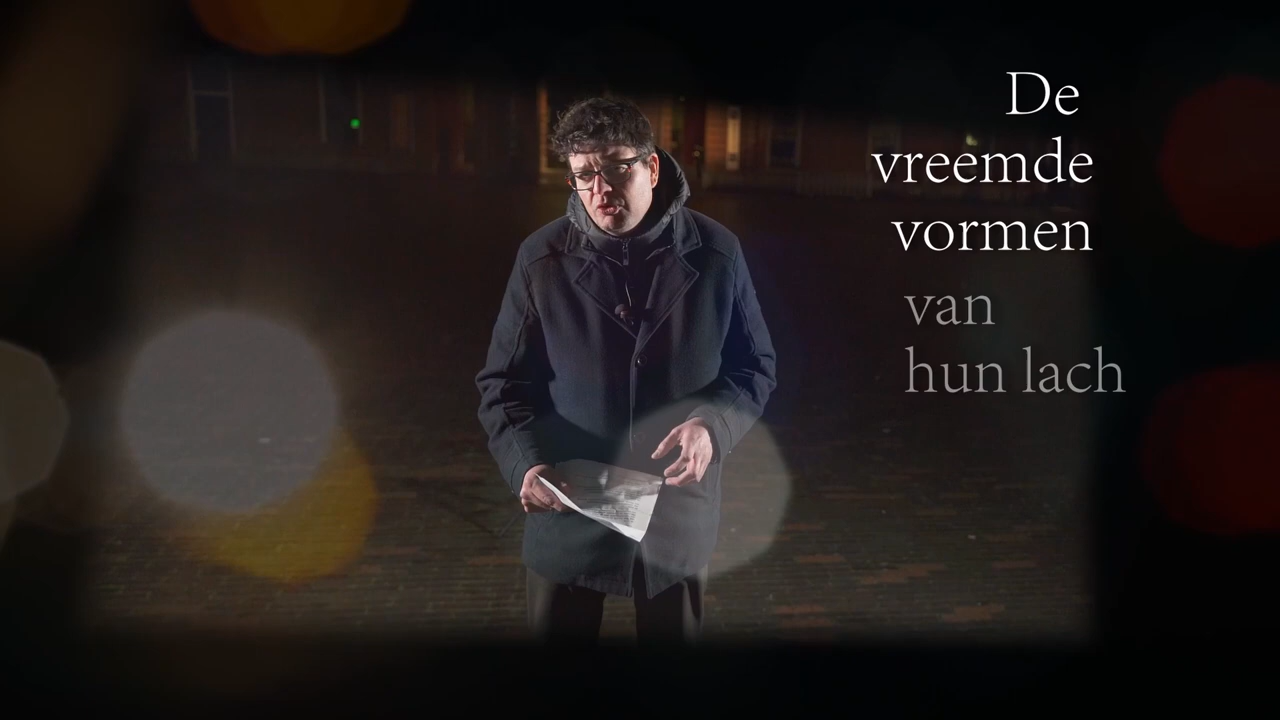 De
vreemde
vormen
van
hun lach